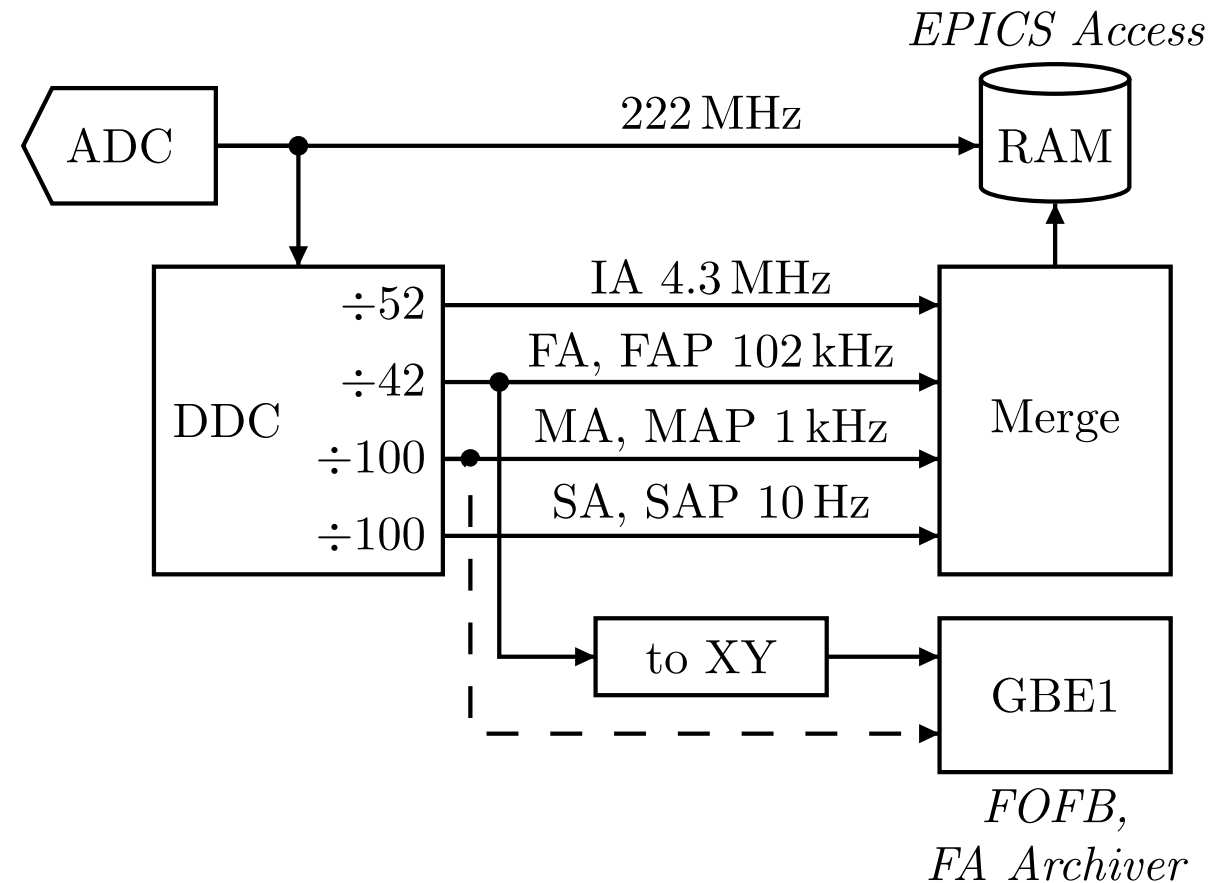 EPICS Access
ADC
222 MHz
RAM
÷52
IA 4.3 MHz
÷42
FA, FAP 102 kHz
DDC
÷100
MA, MAP 1 kHz
Merge
÷100
SA, SAP 10 Hz
to XY
GBE1
FOFB,
FA Archiver